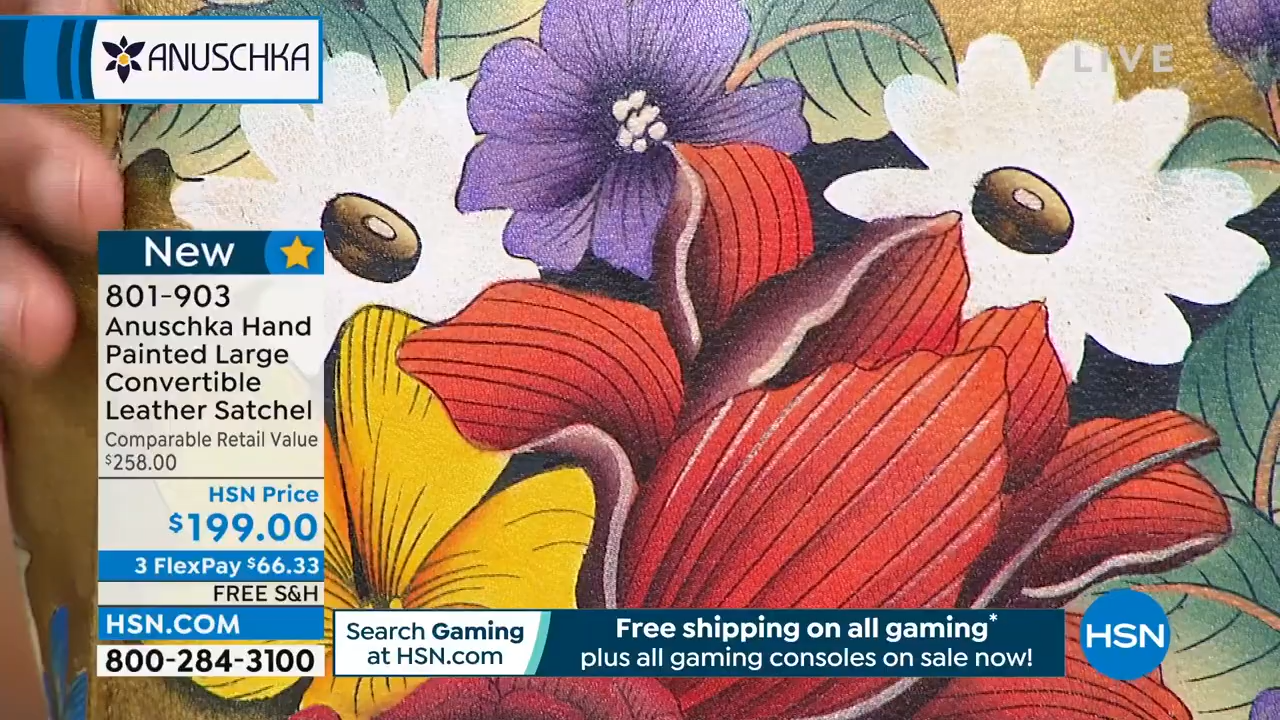 ANUSCHKA
LIVE
New
801-903
Anuschka Hand
Painted Large
Convertible
Leather Satchel
Comparable Retail Value
$258.00
HSN Price
$199.00
3 FlexPay $66.33
FREE S&H
HSN.COM
800-284-3100
Search Gaming
at HSN.com
Free shipping on all gaming*
plus all gaming consoles on sale now!
HSN